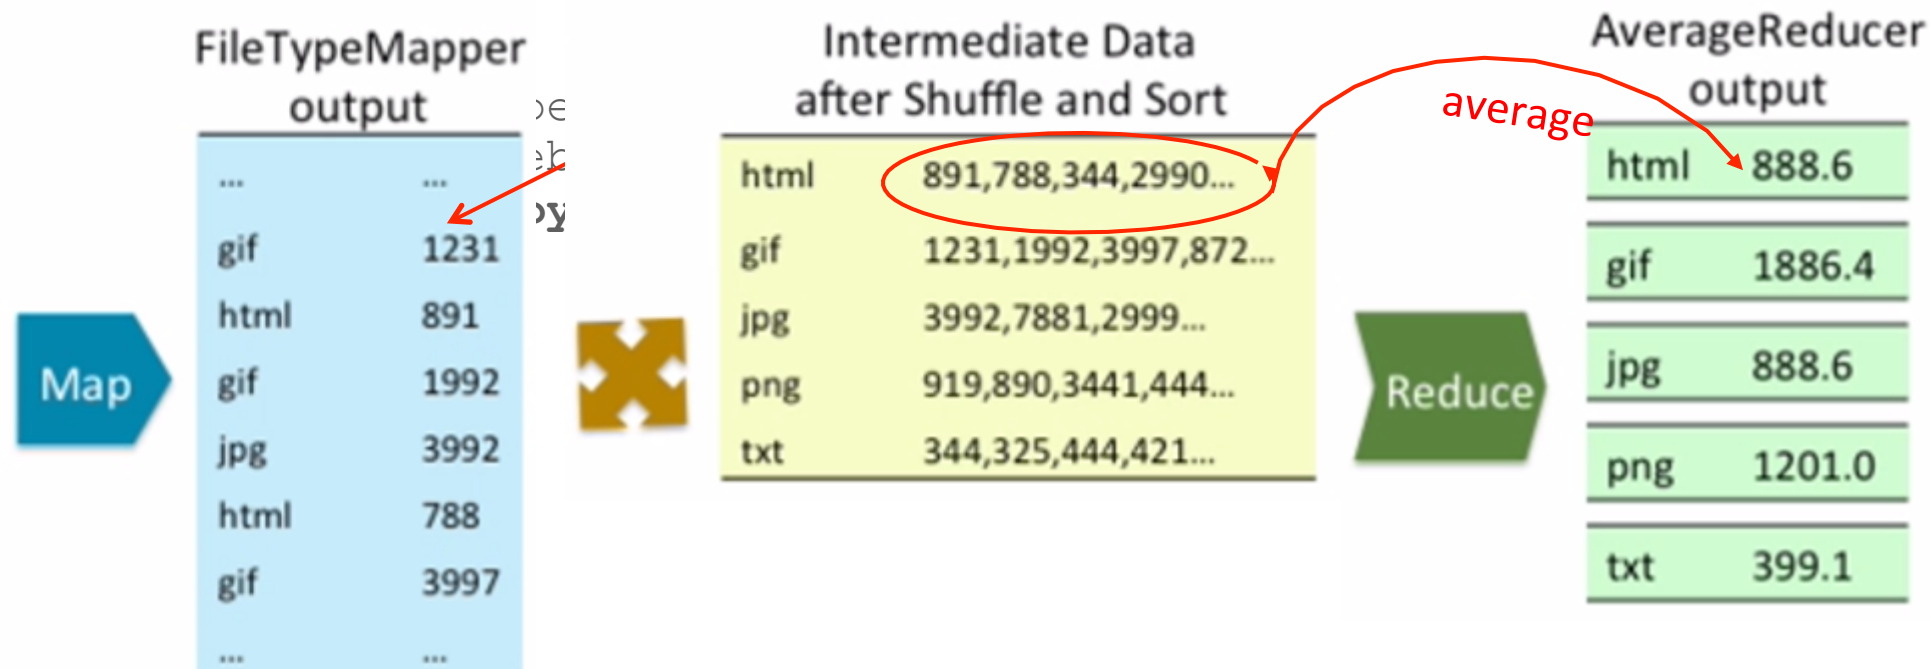 FileTypeMapper
output
... ...
gif 1231
html 891
gif 1992
jpg 3992
html 788
gif 3997
... ...
Map
Intermediate Data
after Shuffle and Sort
html 891,788,344,2990...
gif 1231,1992,3997,872...
jpg 3992,7881,2999...
png 919,890,3441,444...
txt 344,325,444,421...
average
Reduce
AverageReducer
output
html 888.6
gif 1886.4
jpg 888.6
png 1201.0
txt 399.1